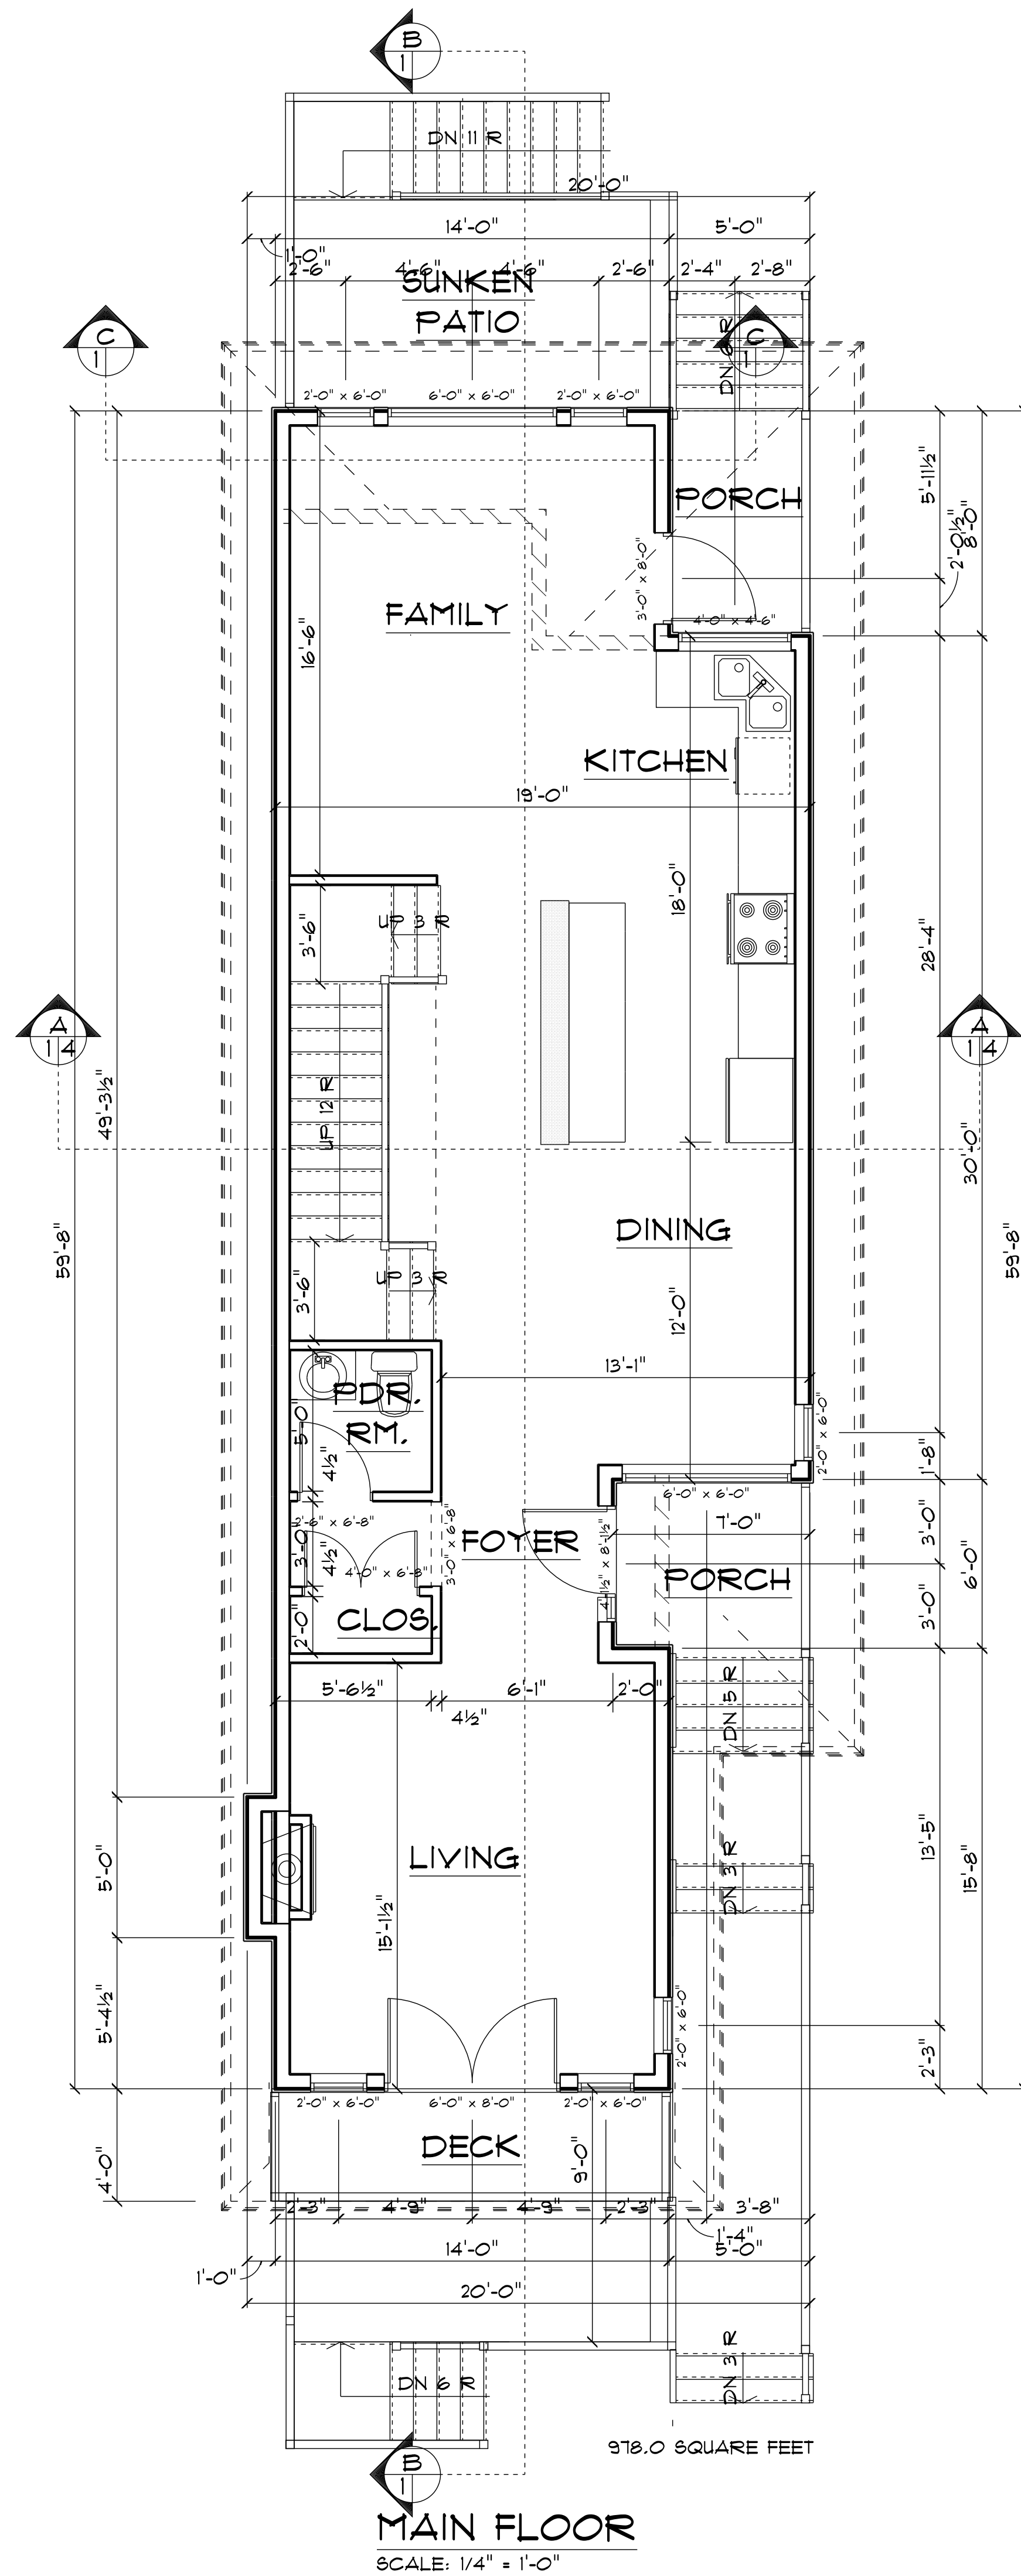 B
1
DN 11 R
20'-0"
14'-0"
5'-0"
1'-0"
2'-6"
4'-6"
4'-6"
2'-6"
2'-4"
2'-8"
SUNKEN
PATIO
C
1
C
1
DN 6 R
2'-0" x 6'-0"
6'-0" x 6'-0"
2'-0" x 6'-0"
5'-11½"
PORCH
2'-0½"
8'-0"
3'-0" x 8'-0"
FAMILY
4'-0" x 4'-6"
16'-6"
KITCHEN
19'-0"
18'-0"
UP 3 R
3'-6"
28'-4"
A
1 4
A
1 4
49'-3½"
UP 12 R
30'-0"
59'-8"
59'-8"
DINING
UP 3 R
3'-6"
12'-0"
13'-1"
PDR.
RM.
5'-0"
4½"
2'-0" x 6'-0"
1'-8"
6'-0" x 6'-0"
2'-6" x 6'-8"
7'-0"
3'-0"
FOYER
3'-0" x 6'-8"
4'-1½" x 8'-1½"
3'-0"
4½"
4'-0" x 6'-8"
6'-0"
PORCH
CLOS.
2'-0"
3'-0"
5'-6½"
6'-1"
2'-0"
4½"
DN 5 R
LIVING
5'-0"
13'-5"
15'-8"
DN 3 R
15'-1½"
5'-4½"
2'-0" x 6'-0"
2'-3"
2'-0" x 6'-0"
6'-0" x 8'-0"
2'-0" x 6'-0"
DECK
4'-0"
9'-0"
2'-3"
4'-9"
4'-9"
2'-3"
3'-8"
1'-4"
14'-0"
5'-0"
1'-0"
20'-0"
DN 3 R
DN 6 R
978.0 SQUARE FEET
B
1
MAIN FLOOR
SCALE: 1/4" = 1'-0"